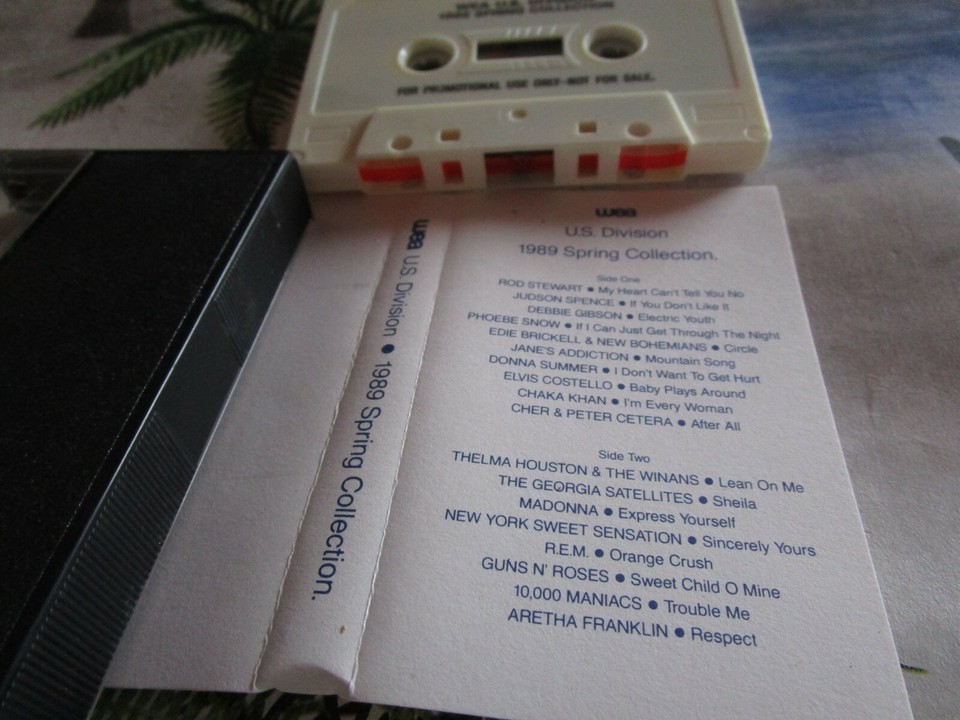 WEA U.S. DIVISION
1989 SPRING COLLECTION
FOR PROMOTIONAL USE ONLY-NOT FOR SALE.
wea U.S. Division ● 1989 Spring Collection.
wea
U.S. Division
1989 Spring Collection.
Side One
ROD STEWART ● My Heart Can't Tell You No
JUDSON SPENCE ● If You Don't Like It
DEBBIE GIBSON ● Electric Youth
PHOEBE SNOW ● If I Can Just Get Through The Night
EDIE BRICKELL & NEW BOHEMIANS ● Circle
JANE'S ADDICTION ● Mountain Song
DONNA SUMMER ● I Don't Want To Get Hurt
ELVIS COSTELLO ● Baby Plays Around
CHAKA KHAN ● I'm Every Woman
CHER & PETER CETERA ● After All
Side Two
THELMA HOUSTON & THE WINANS ● Lean On Me
THE GEORGIA SATELLITES ● Sheila
MADONNA ● Express Yourself
NEW YORK SWEET SENSATION ● Sincerely Yours
R.E.M. ● Orange Crush
GUNS N' ROSES ● Sweet Child O Mine
10,000 MANIACS ● Trouble Me
ARETHA FRANKLIN ● Respect